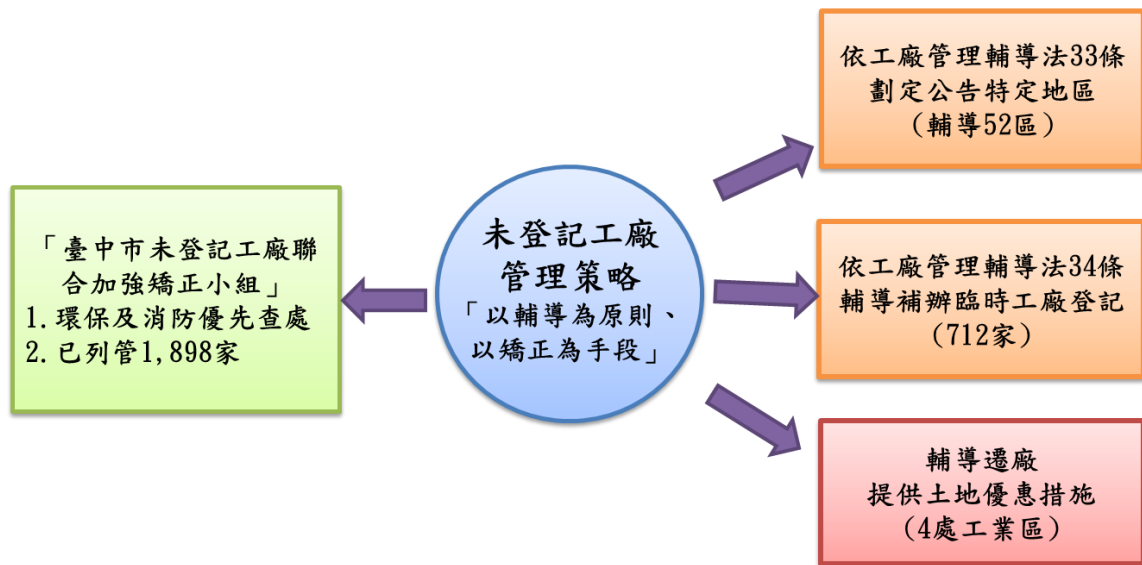 「臺中市未登記工廠聯
合加強矯正小組」
1.環保及消防優先查處
2.已列管1,898家
未登記工廠
管理策略
「以輔導為原則、
以矯正為手段」
依工廠管理輔導法33條
劃定公告特定地區
(輔導52區)
依工廠管理輔導法34條
輔導補辦臨時工廠登記
(712家)
輔導遷廠
提供土地優惠措施
(4處工業區)